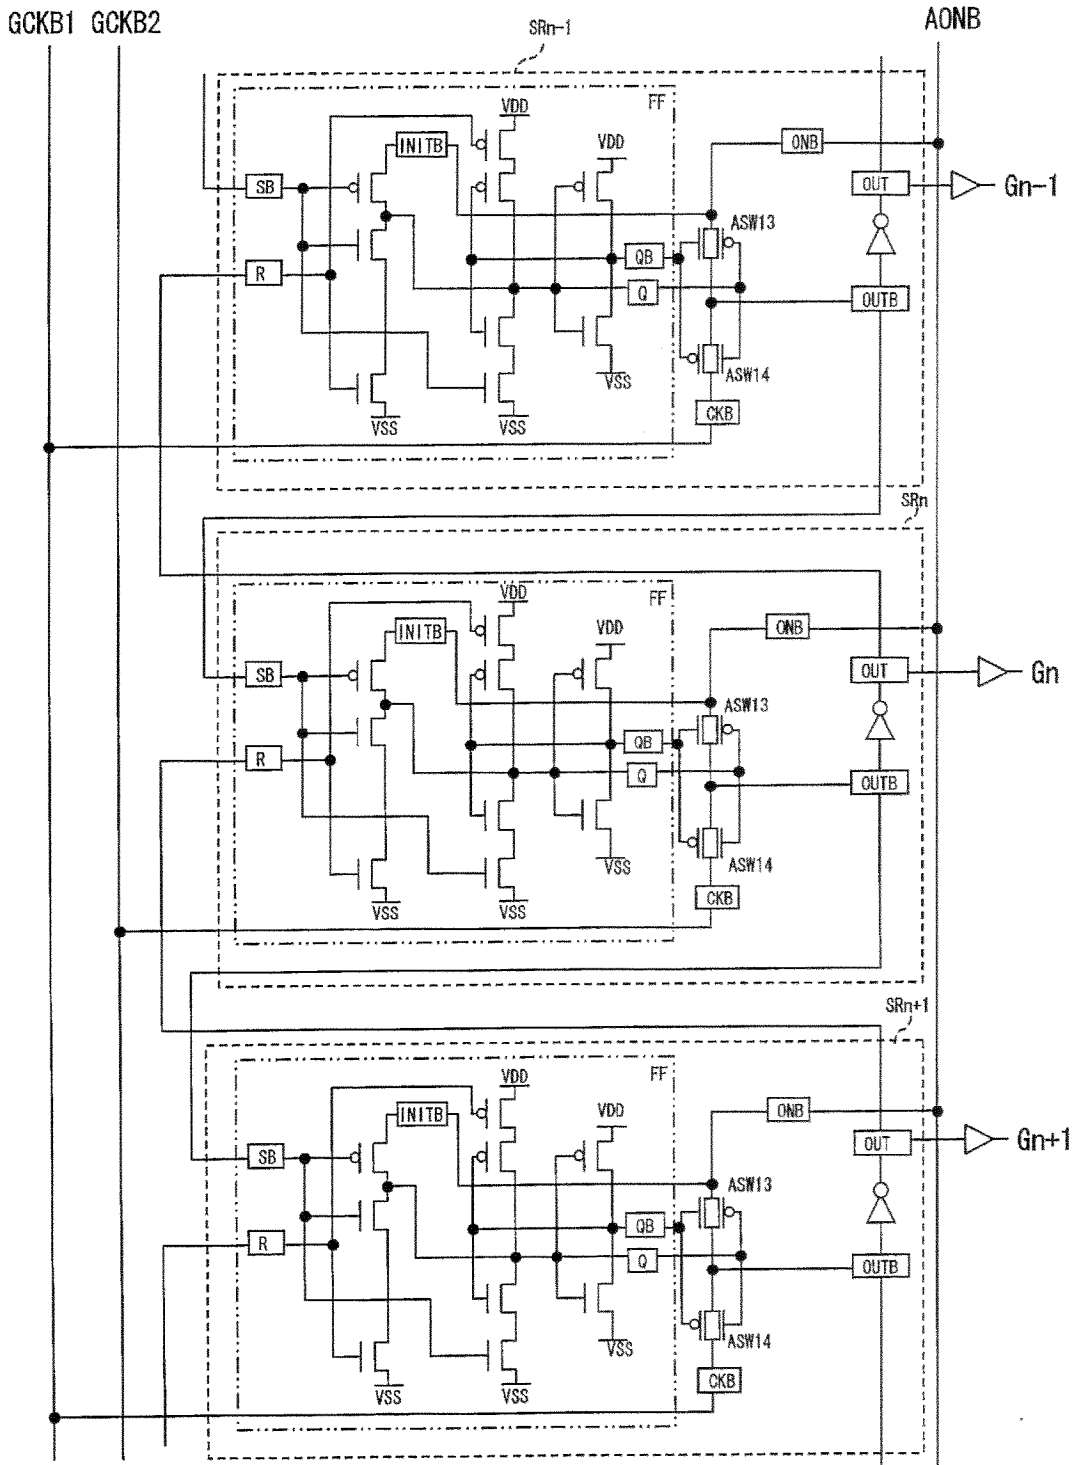 GCKB1 GCKB2 AONB
SRn-1
FF
VDD
VDD
INITB
ONB
SB
OUT
Gn-1
ASW13
QB
R
Q
OUTB
ASW14
VSS
CKB
VSS
VSS
SRn
FF
VDD
VDD
INITB
ONB
SB
OUT
Gn
ASW13
QB
R
Q
OUTB
ASW14
VSS
CKB
VSS
VSS
SRn+1
FF
VDD
VDD
INITB
ONB
SB
OUT
Gn+1
ASW13
QB
R
Q
OUTB
ASW14
VSS
CKB
VSS
VSS